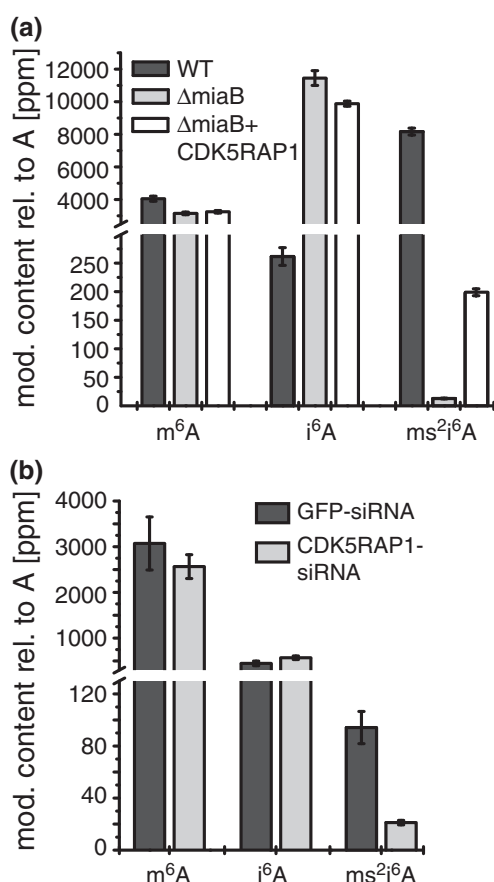 (a)
mod. content rel. to A [ppm]
12000
10000
8000
6000
4000
250
200
150
100
50
0
WT
ΔmiaB
ΔmiaB+
CDK5RAP1
m⁶A
i⁶A
ms²i⁶A
(b)
mod. content rel. to A [ppm]
4000
3000
2000
1000
120
80
40
0
GFP-siRNA
CDK5RAP1-
siRNA
m⁶A
i⁶A
ms²i⁶A